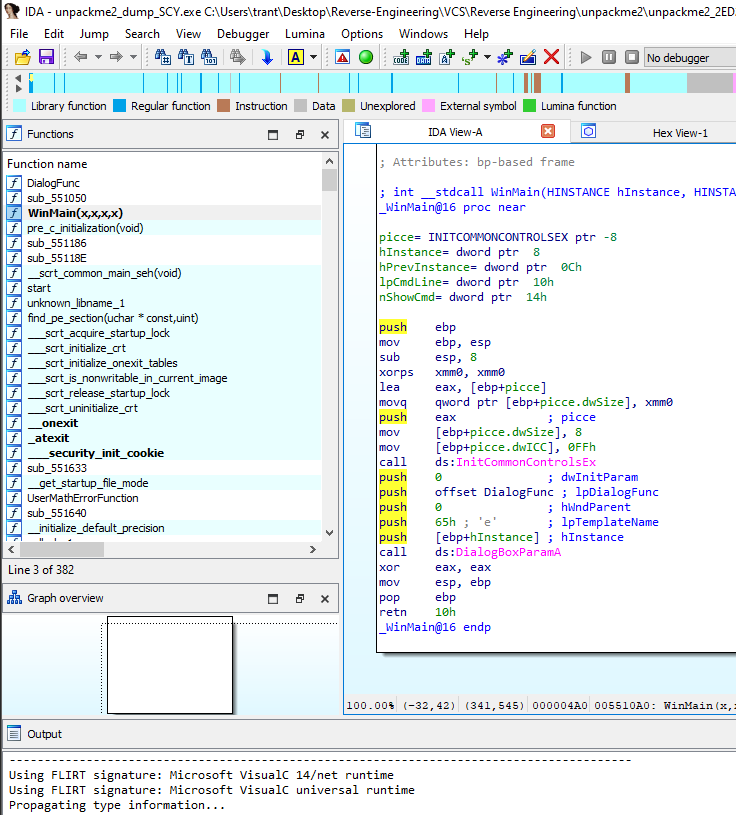 IDA - unpackme2_dump_SCY.exe C:\Users\trant\Desktop\Reverse-Engineering\VCS\Reverse Engineering\unpackme2\unpackme2_2ED
File Edit Jump Search View Debugger Lumina Options Windows Help
No debugger
Library function Regular function Instruction Data Unexplored External symbol Lumina function
Functions
IDA View-A
Hex View-1
Function name
DialogFunc
sub_551050
WinMain(x,x,x,x)
pre_c_initialization(void)
sub_551186
sub_55118E
__scrt_common_main_seh(void)
start
unknown_libname_1
find_pe_section(uchar * const,uint)
___scrt_acquire_startup_lock
___scrt_initialize_crt
___scrt_initialize_onexit_tables
___scrt_is_nonwritable_in_current_image
___scrt_release_startup_lock
___scrt_uninitialize_crt
__onexit
_atexit
___security_init_cookie
sub_551633
__get_startup_file_mode
UserMathErrorFunction
sub_551640
__initialize_default_precision
Line 3 of 382
Graph overview
; Attributes: bp-based frame
; int __stdcall WinMain(HINSTANCE hInstance, HINST
_WinMain@16 proc near
picce= INITCOMMONCONTROLSEX ptr -8
hInstance= dword ptr  8
hPrevInstance= dword ptr  0Ch
lpCmdLine= dword ptr  10h
nShowCmd= dword ptr  14h
push    ebp
mov     ebp, esp
sub     esp, 8
xorps   xmm0, xmm0
lea     eax, [ebp+picce]
movq    qword ptr [ebp+picce.dwSize], xmm0
push    eax             ; picce
mov     [ebp+picce.dwSize], 8
mov     [ebp+picce.dwICC], 0FFh
call    ds:InitCommonControlsEx
push    0               ; dwInitParam
push    offset DialogFunc ; lpDialogFunc
push    0               ; hWndParent
push    65h ; 'e'       ; lpTemplateName
push    [ebp+hInstance] ; hInstance
call    ds:DialogBoxParamA
xor     eax, eax
mov     esp, ebp
pop     ebp
retn    10h
_WinMain@16 endp
100.00% (-32,42) (341,545) 000004A0 005510A0: WinMain(x,
Output
--------------------------------------------------------------------------------
Using FLIRT signature: Microsoft VisualC 14/net runtime
Using FLIRT signature: Microsoft VisualC universal runtime
Propagating type information...